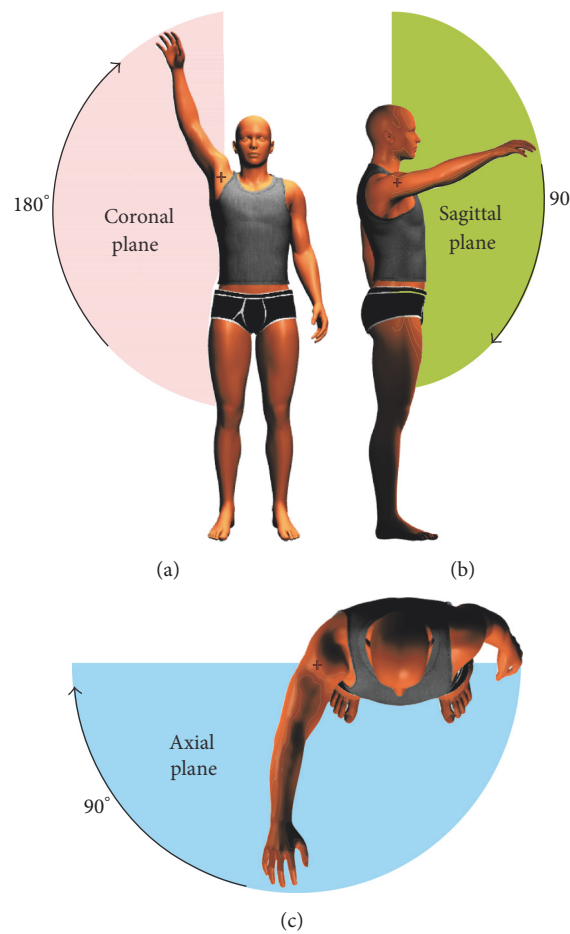 180°
Coronal
plane
Sagittal
plane
90
(a)
(b)
Axial
plane
90°
(c)